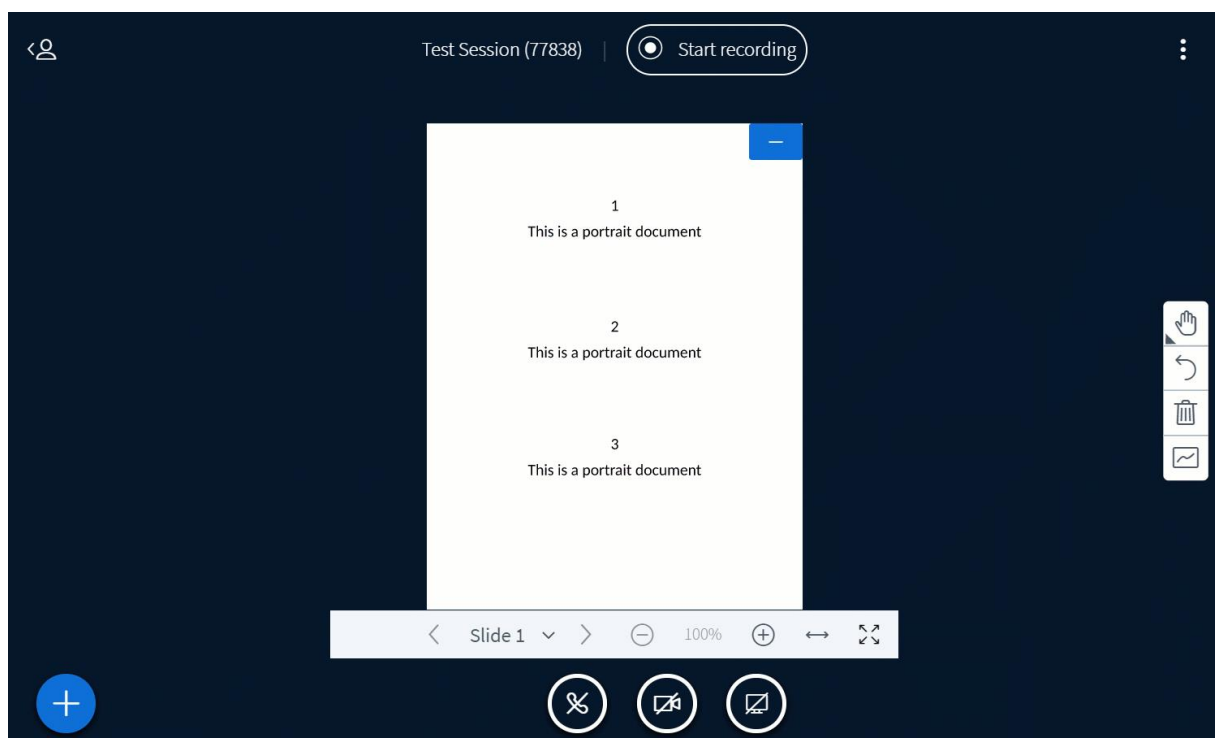 Test Session (77838)
Start recording
1
This is a portrait document
2
This is a portrait document
3
This is a portrait document
Slide 1
100%